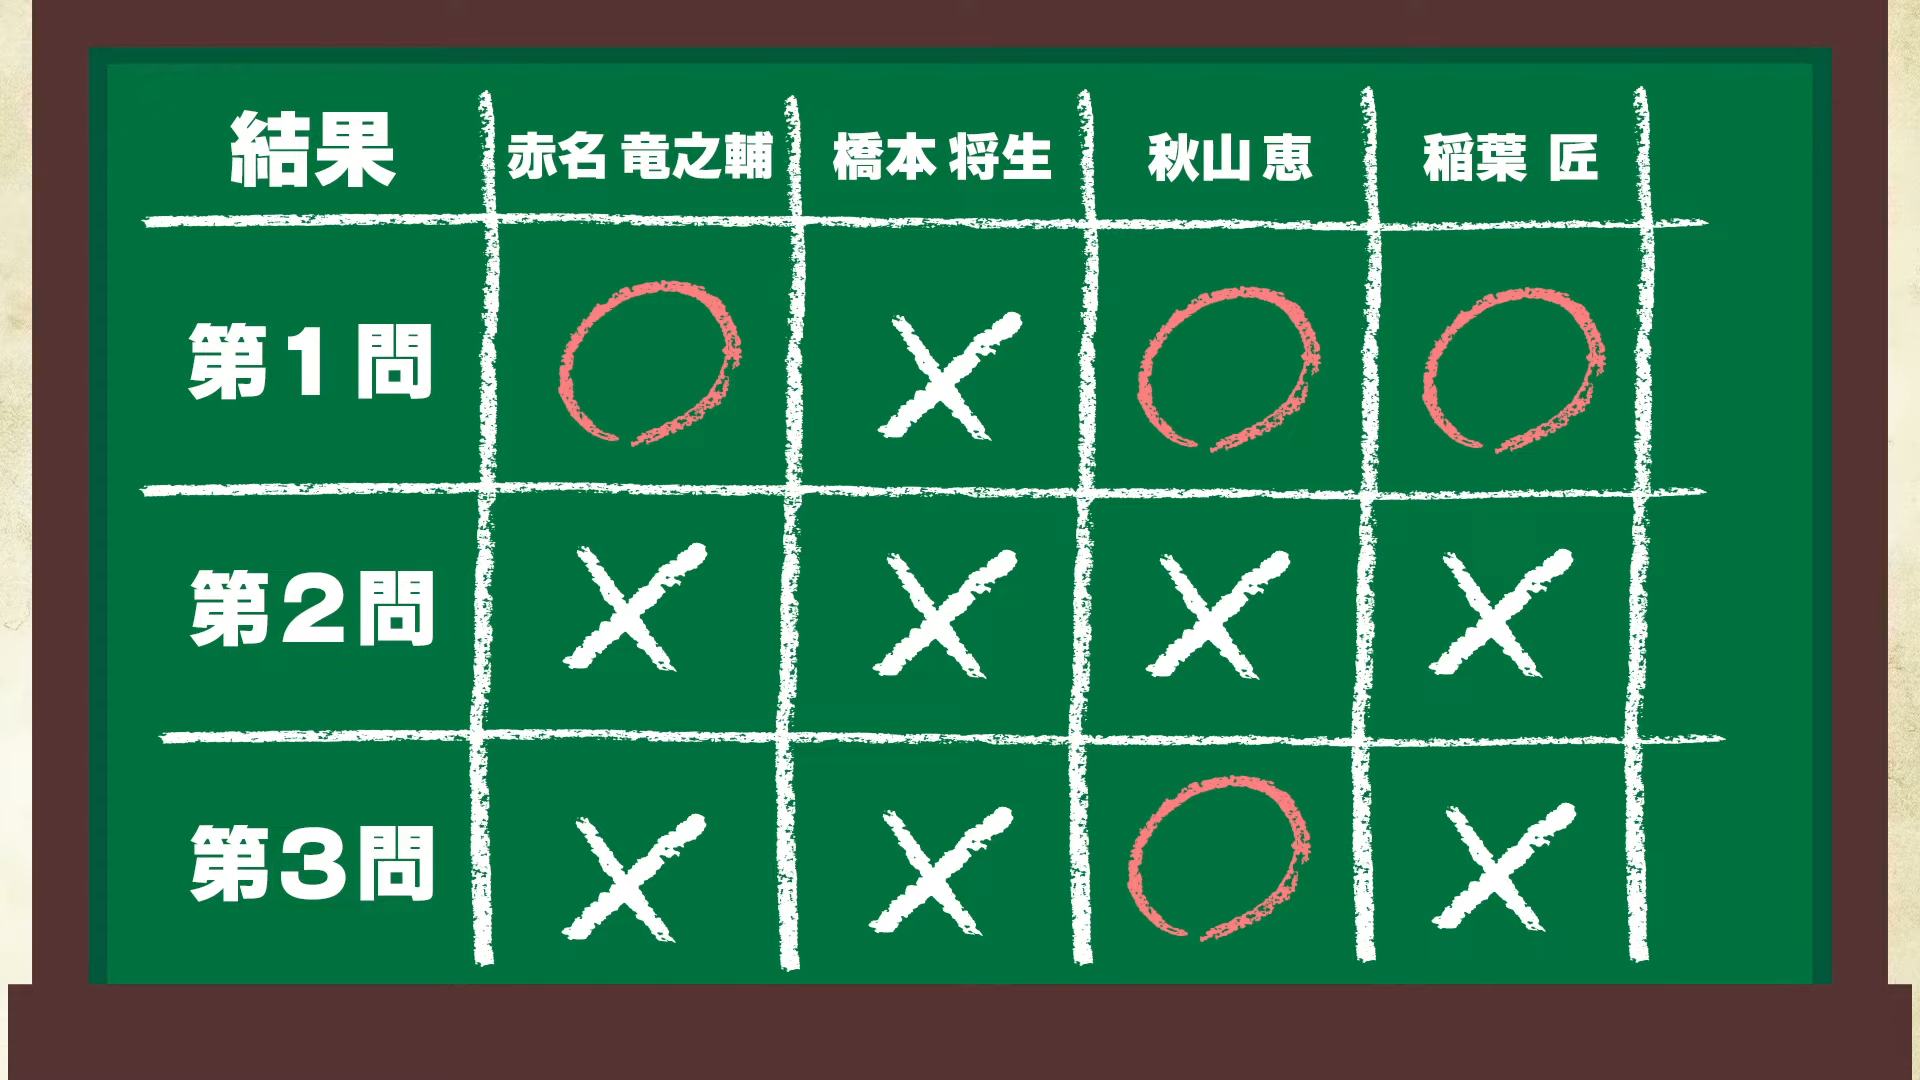 結果 赤名 竜之輔 橋本 将生 秋山 恵 稲葉 匠
第1問
第2問
第3問